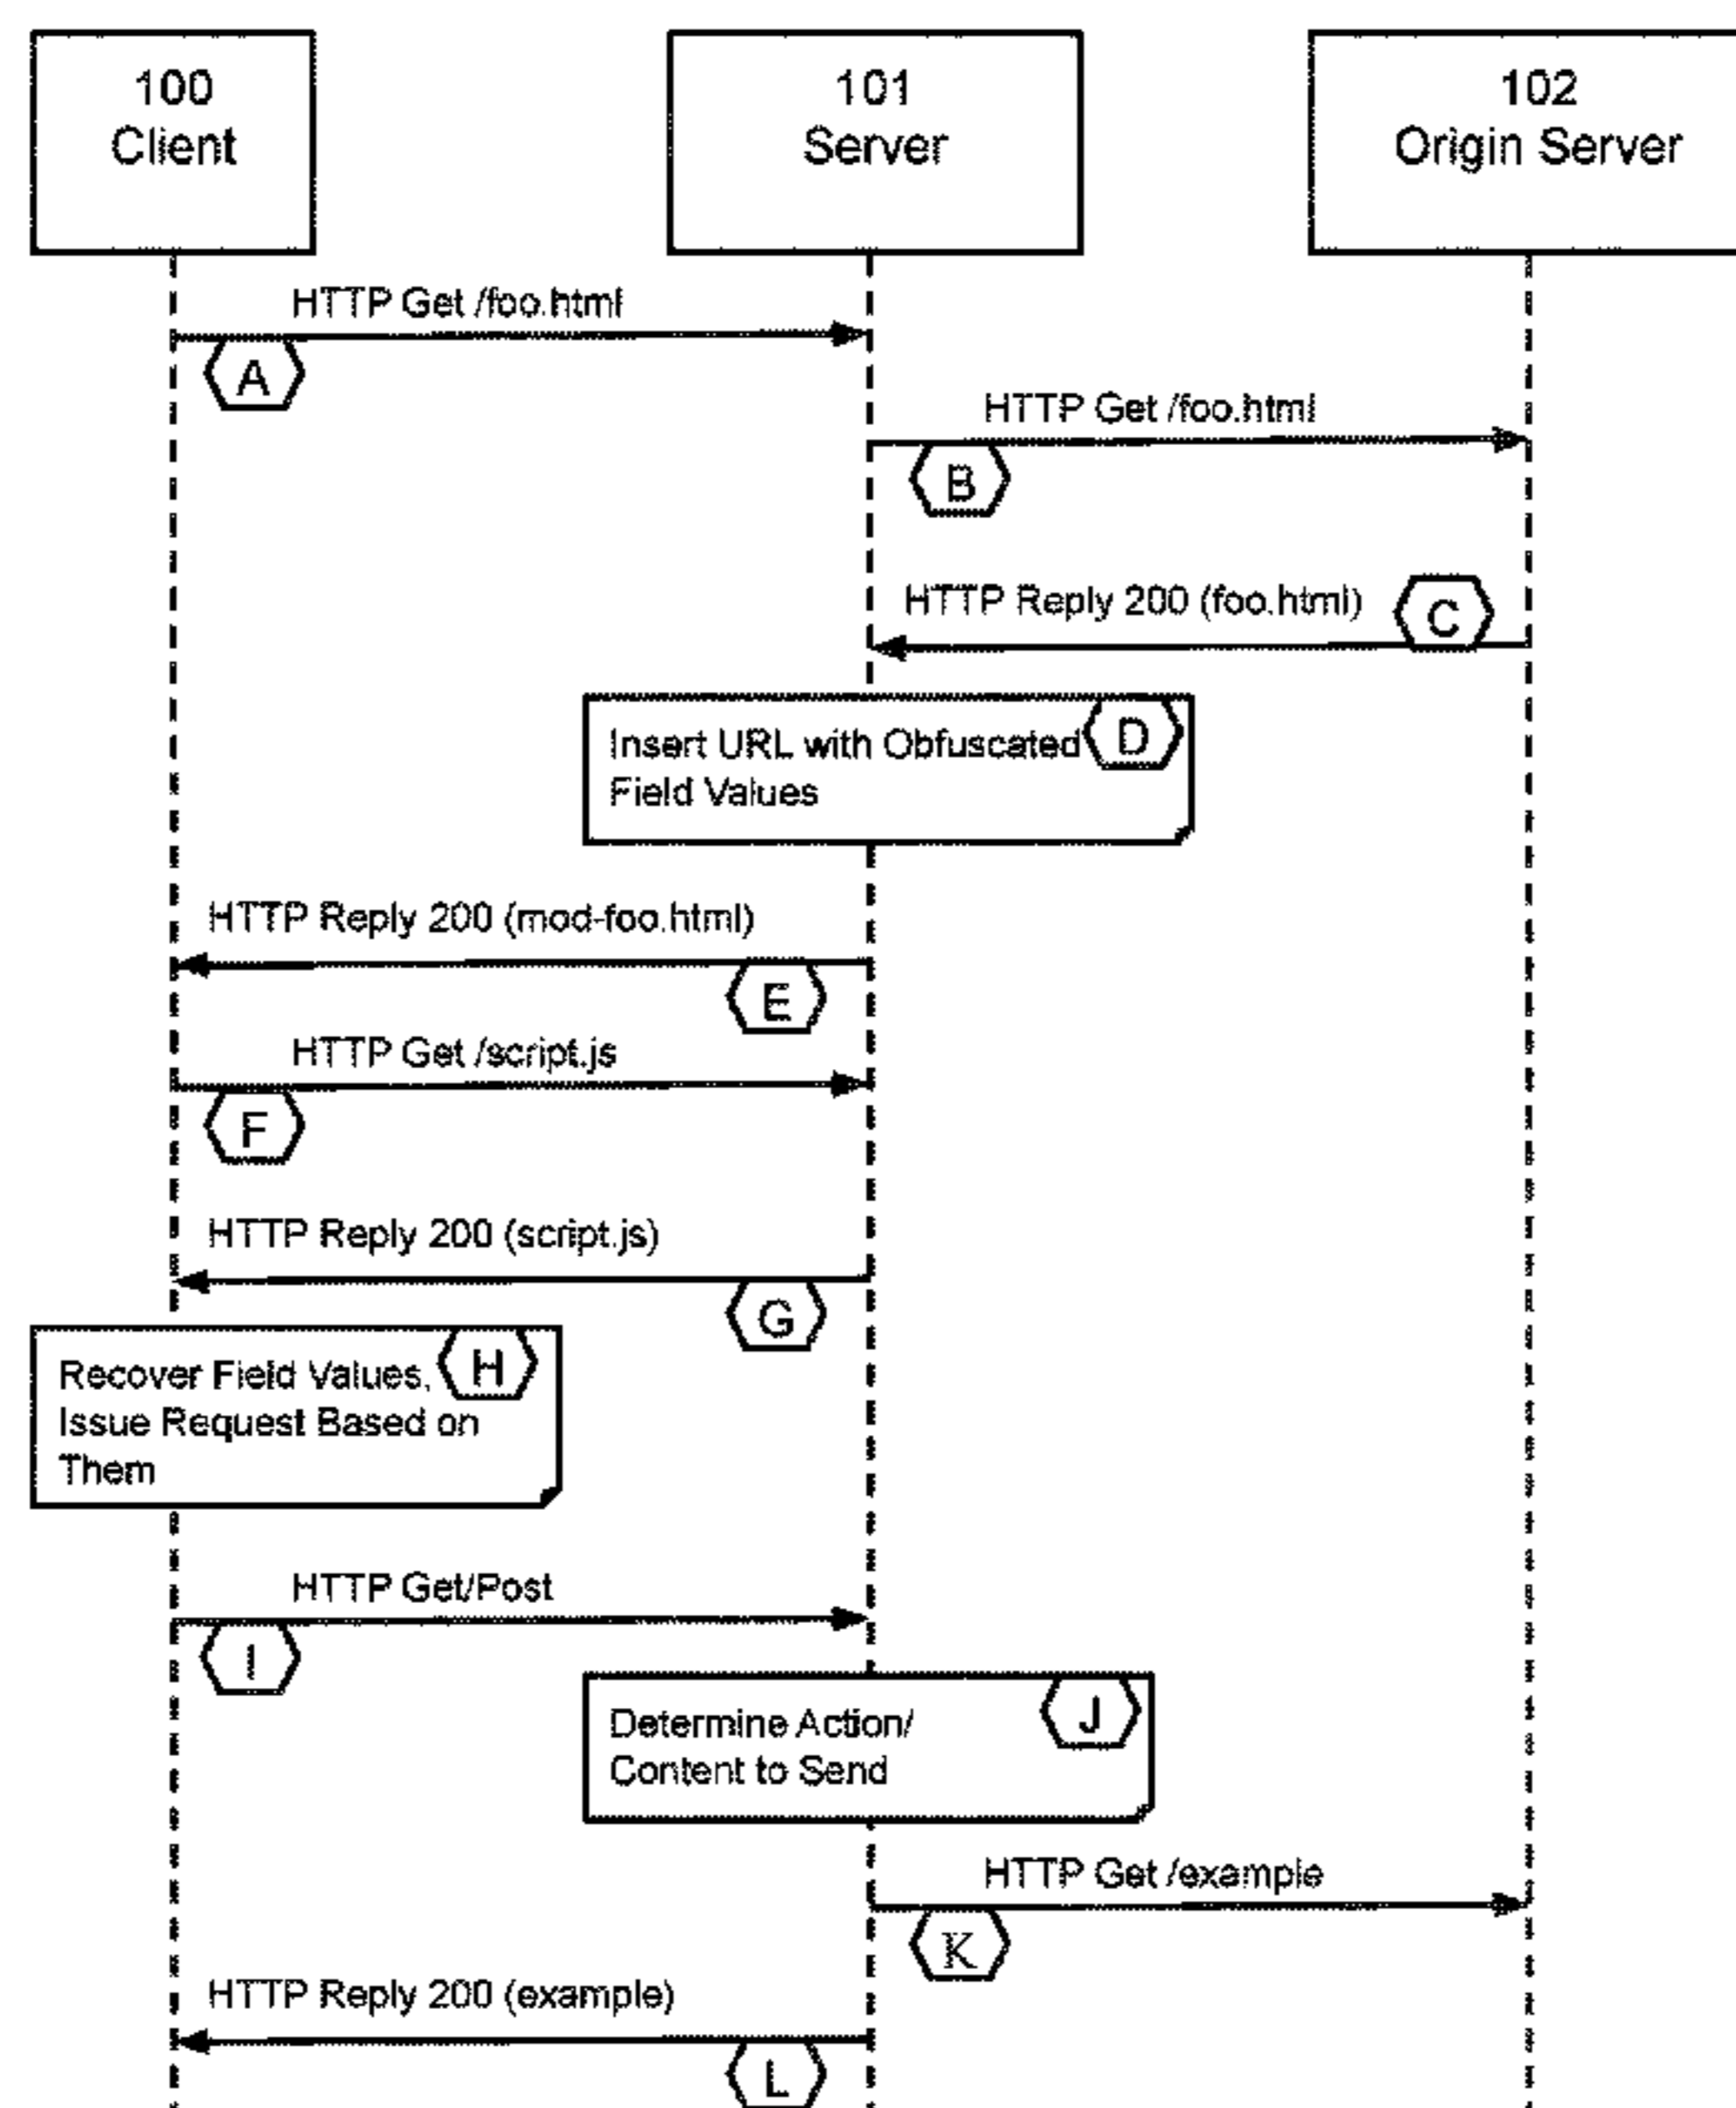 100
Client
101
Server
102
Origin Server
HTTP Get /foo.html
A
HTTP Get /foo.html
B
HTTP Reply 200 (foo.html)
C
Insert URL with Obfuscated
Field Values
D
HTTP Reply 200 (mod-foo.html)
E
HTTP Get /script.js
F
HTTP Reply 200 (script.js)
G
Recover Field Values,
Issue Request Based on
Them
H
HTTP Get/Post
I
Determine Action/
Content to Send
J
HTTP Get /example
K
HTTP Reply 200 (example)
L